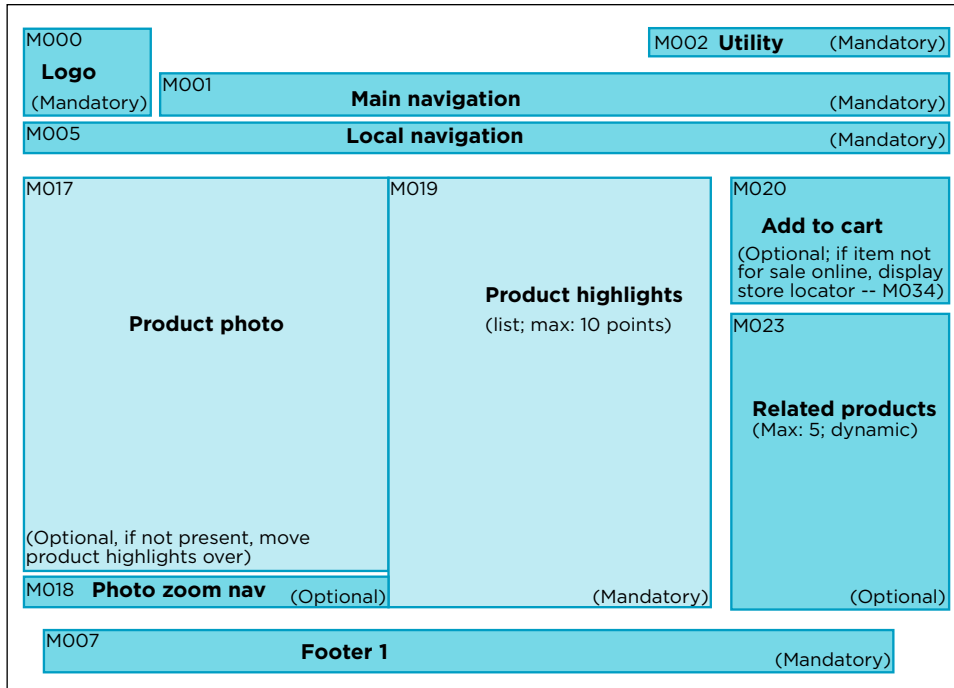 M000
Logo
(Mandatory)
M002 Utility (Mandatory)
M001
Main navigation
(Mandatory)
M005
Local navigation
(Mandatory)
M017
Product photo
(Optional, if not present, move
product highlights over)
M018 Photo zoom nav (Optional)
M019
Product highlights
(list; max: 10 points)
(Mandatory)
M020
Add to cart
(Optional; if item not
for sale online, display
store locator -- M034)
M023
Related products
(Max: 5; dynamic)
(Optional)
M007
Footer 1
(Mandatory)